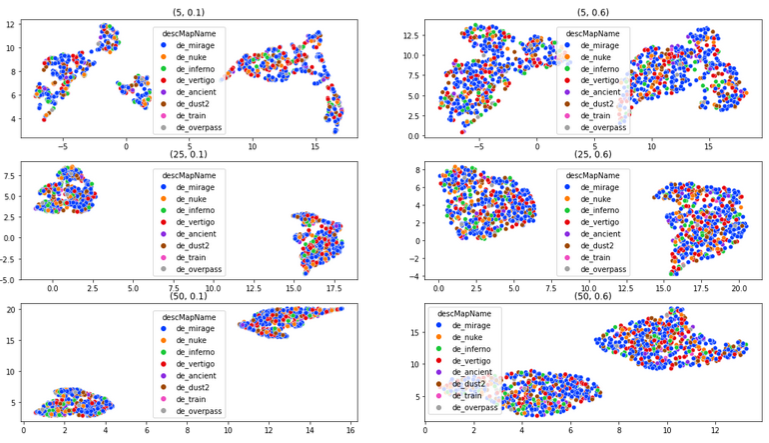 (5, 0.1)
12
10
8
6
4
-5
0
5
10
15
descMapName
de_mirage
de_nuke
de_inferno
de_vertigo
de_ancient
de_dust2
de_train
de_overpass
(5, 0.6)
12.5
10.0
7.5
5.0
2.5
0.0
-5
0
5
10
15
descMapName
de_mirage
de_nuke
de_inferno
de_vertigo
de_ancient
de_dust2
de_train
de_overpass
(25, 0.1)
7.5
5.0
2.5
0.0
-2.5
-5.0
0.0
2.5
5.0
7.5
10.0
12.5
15.0
17.5
descMapName
de_mirage
de_nuke
de_inferno
de_vertigo
de_ancient
de_dust2
de_train
de_overpass
(25, 0.6)
8
6
4
2
0
−2
−4
0.0
2.5
5.0
7.5
10.0
12.5
15.0
17.5
20.0
descMapName
de_mirage
de_nuke
de_inferno
de_vertigo
de_ancient
de_dust2
de_train
de_overpass
(50, 0.1)
20
15
10
5
0
2
4
6
8
10
12
14
16
descMapName
de_mirage
de_nuke
de_inferno
de_vertigo
de_ancient
de_dust2
de_train
de_overpass
(50, 0.6)
15
10
5
0
2
4
6
8
10
12
descMapName
de_mirage
de_nuke
de_inferno
de_vertigo
de_ancient
de_dust2
de_train
de_overpass